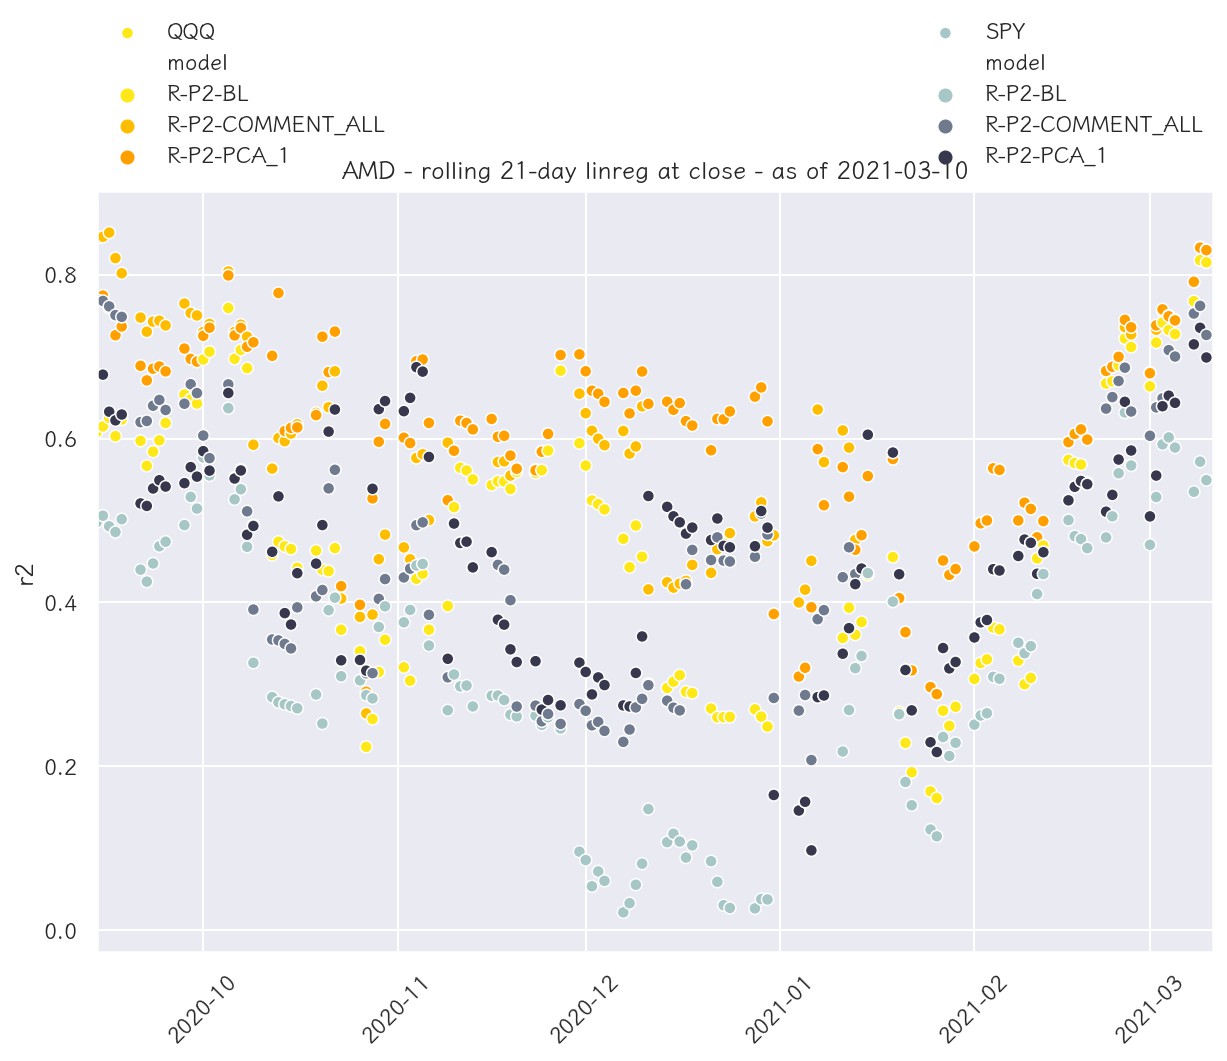 QQQ
model
R-P2-BL
R-P2-COMMENT_ALL
R-P2-PCA_1
SPY
model
R-P2-BL
R-P2-COMMENT_ALL
R-P2-PCA_1
AMD - rolling 21-day linreg at close - as of 2021-03-10
0.8
0.6
0.4
0.2
0.0
r2
2020-10
2020-11
2020-12
2021-01
2021-02
2021-03